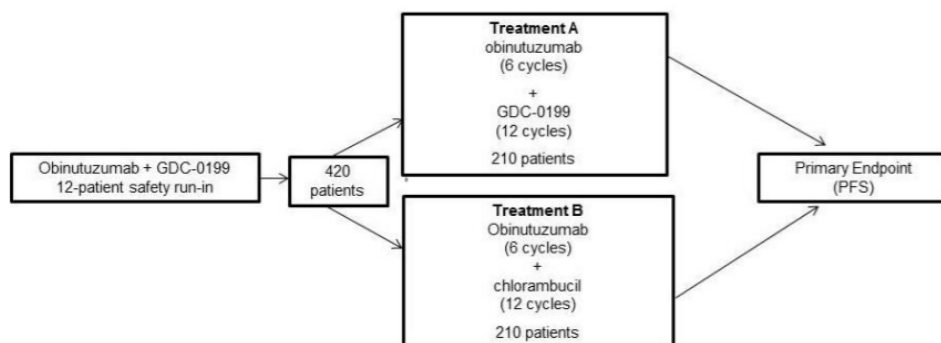 Obinutuzumab + GDC-0199
12-patient safety run-in
420
patients
Treatment A
obinutuzumab
(6 cycles)
+
GDC-0199
(12 cycles)
210 patients
Treatment B
Obinutuzumab
(6 cycles)
+
chlorambucil
(12 cycles)
210 patients
Primary Endpoint
(PFS)